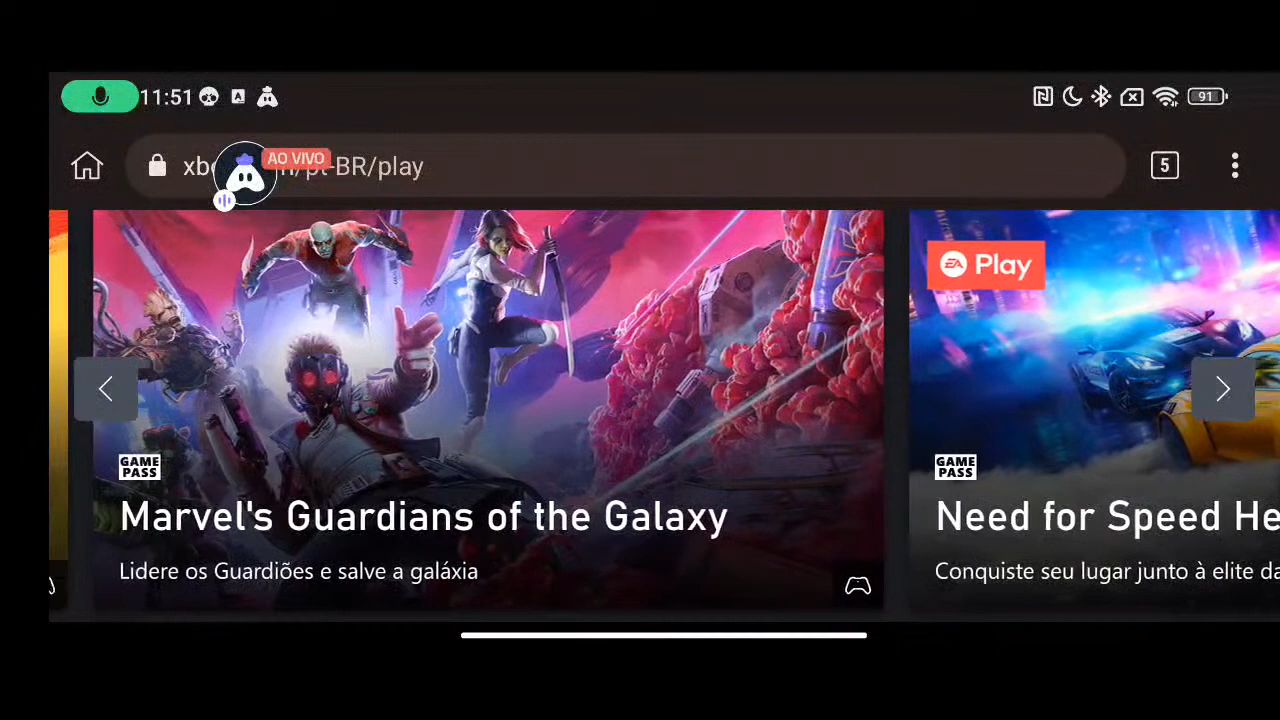 11:51
91
AO VIVO
/pt-BR/play
5
EA Play
GAME PASS
Marvel's Guardians of the Galaxy
Lidere os Guardiões e salve a galáxia
GAME PASS
Need for Speed He
Conquiste seu lugar junto à elite da